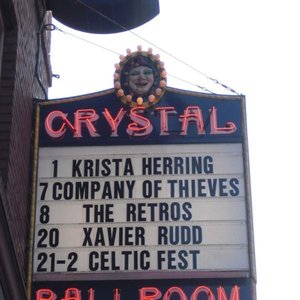 CRYSTAL
1 KRISTA HERRING
7 COMPANY OF THIEVES
8 THE RETROS
20 XAVIER RUDD
21-2 CELTIC FEST
BALLROOM